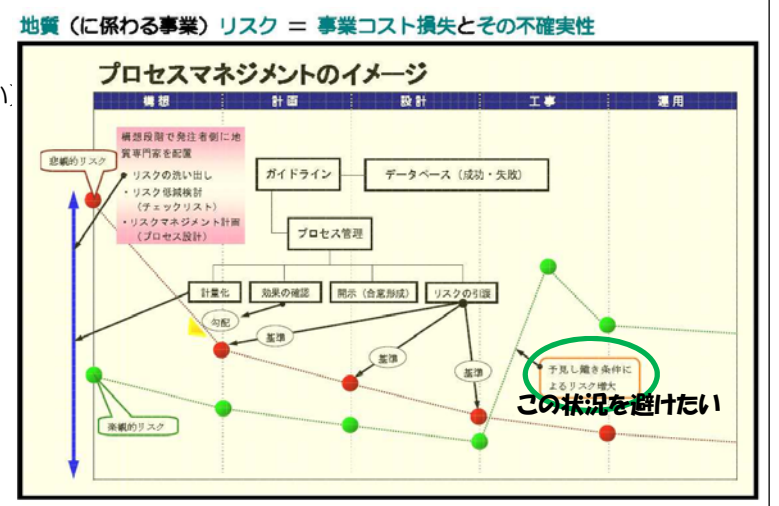 地質（に係わる事業）リスク ＝ 事業コスト損失とその不確実性
プロセスマネジメントのイメージ
構想
計画
設計
工事
運用
悲観的リスク
構想段階で発注者側に地
質専門家を配置
・リスクの洗い出し
・リスク低減検討
（チェックリスト）
・リスクマネジメント計画
（プロセス設計）
ガイドライン
データベース（成功・失敗）
プロセス管理
計量化
効果の確認
開示（合意形成）
リスクの引渡
勾配
基準
基準
基準
予見し難き条件に
よるリスク増大
この状況を避けたい
楽観的リスク